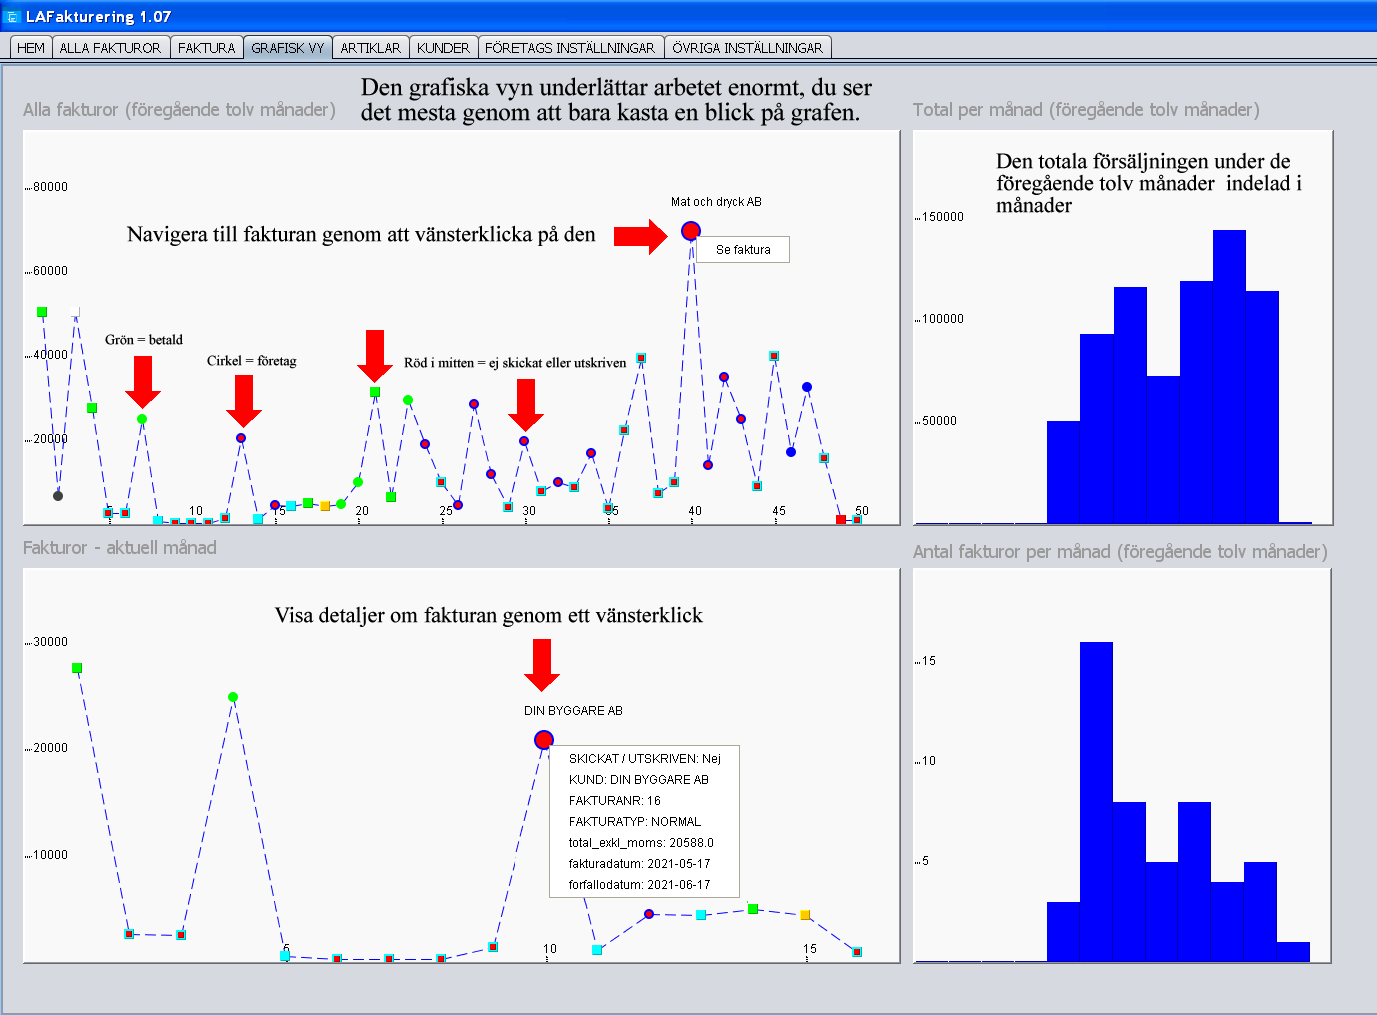 LAFakturering 1.07
HEM ALLA FAKTUROR FAKTURA GRAFISK VY ARTIKLAR KUNDER FÖRETAGS INSTÄLLNINGAR ÖVRIGA INSTÄLLNINGAR
Alla fakturor (föregående tolv månader)
Den grafiska vyn underlättar arbetet enormt, du ser
det mesta genom att bara kasta en blick på grafen.
...80000
Mat och dryck AB
Navigera till fakturan genom att vänsterklicka på den
Se faktura
...60000
Grön = betald
Cirkel = företag
Röd i mitten = ej skickat eller utskriven
...40000
...20000
5 10 15 20 25 30 35 40 45 50
Total per månad (föregående tolv månader)
Den totala försäljningen under de
föregående tolv månader indelad i
månader
...150000
...100000
...50000
Fakturor - aktuell månad
Visa detaljer om fakturan genom ett vänsterklick
...30000
DIN BYGGARE AB
...20000
SKICKAT / UTSKRIVEN: Nej
KUND: DIN BYGGARE AB
FAKTURANR: 16
FAKTURATYP: NORMAL
total_exkl_moms: 20588.0
fakturadatum: 2021-05-17
forfallodatum: 2021-06-17
...10000
5 10 15
Antal fakturor per månad (föregående tolv månader)
...15
...10
...5